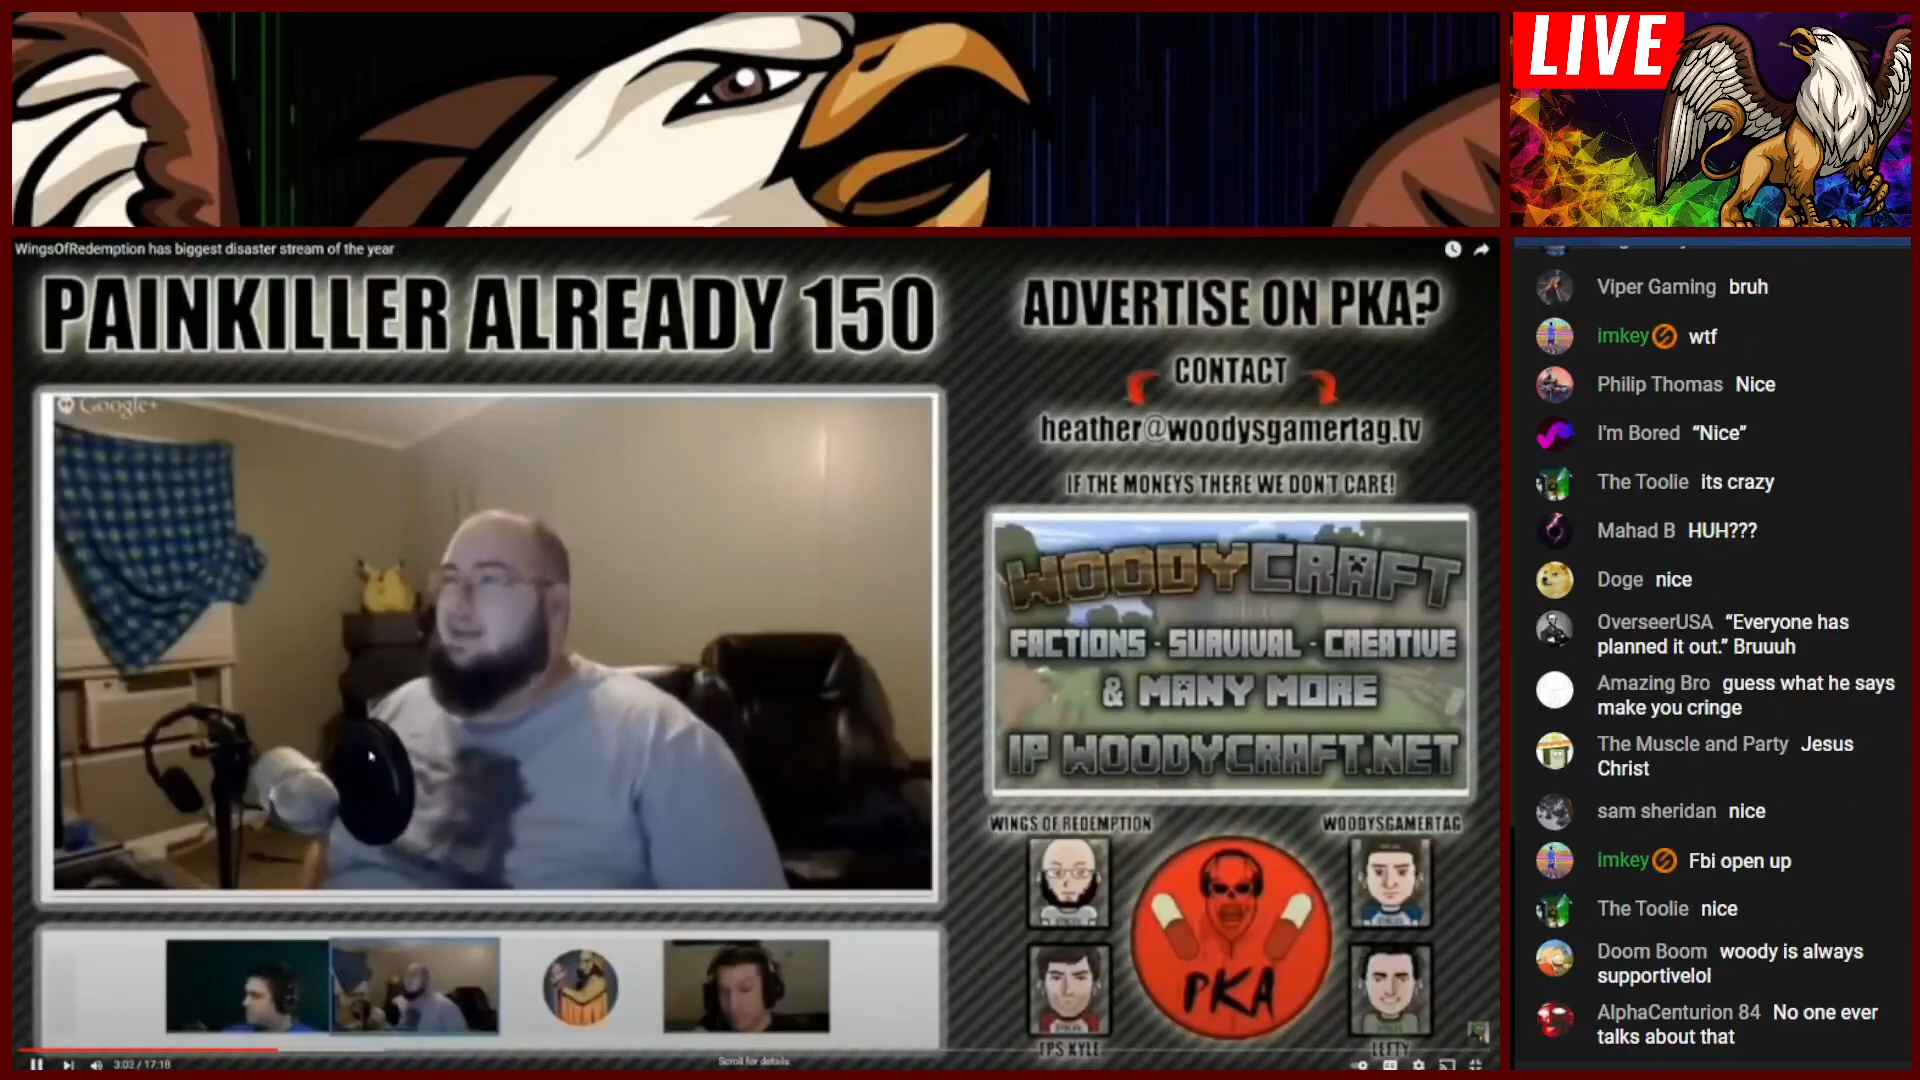 LIVE
WingsOfRedemption has biggest disaster stream of the year
PAINKILLER ALREADY 150
Google+
ADVERTISE ON PKA?
CONTACT
heather@woodysgamertag.tv
IF THE MONEYS THERE WE DON'T CARE!
WOODYCRAFT
FACTIONS - SURVIVAL - CREATIVE
& MANY MORE
IP WOODYCRAFT.NET
WINGS OF REDEMPTION
WOODYSGAMERTAG
PKA
FPS KYLE
LEFTY
3:02 / 17:18
Scroll for details
Viper Gaming bruh
imkey wtf
Philip Thomas Nice
I'm Bored “Nice”
The Toolie its crazy
Mahad B HUH???
Doge nice
OverseerUSA “Everyone has
planned it out.” Bruuuh
Amazing Bro guess what he says
make you cringe
The Muscle and Party Jesus
Christ
sam sheridan nice
imkey Fbi open up
The Toolie nice
Doom Boom woody is always
supportivelol
AlphaCenturion 84 No one ever
talks about that